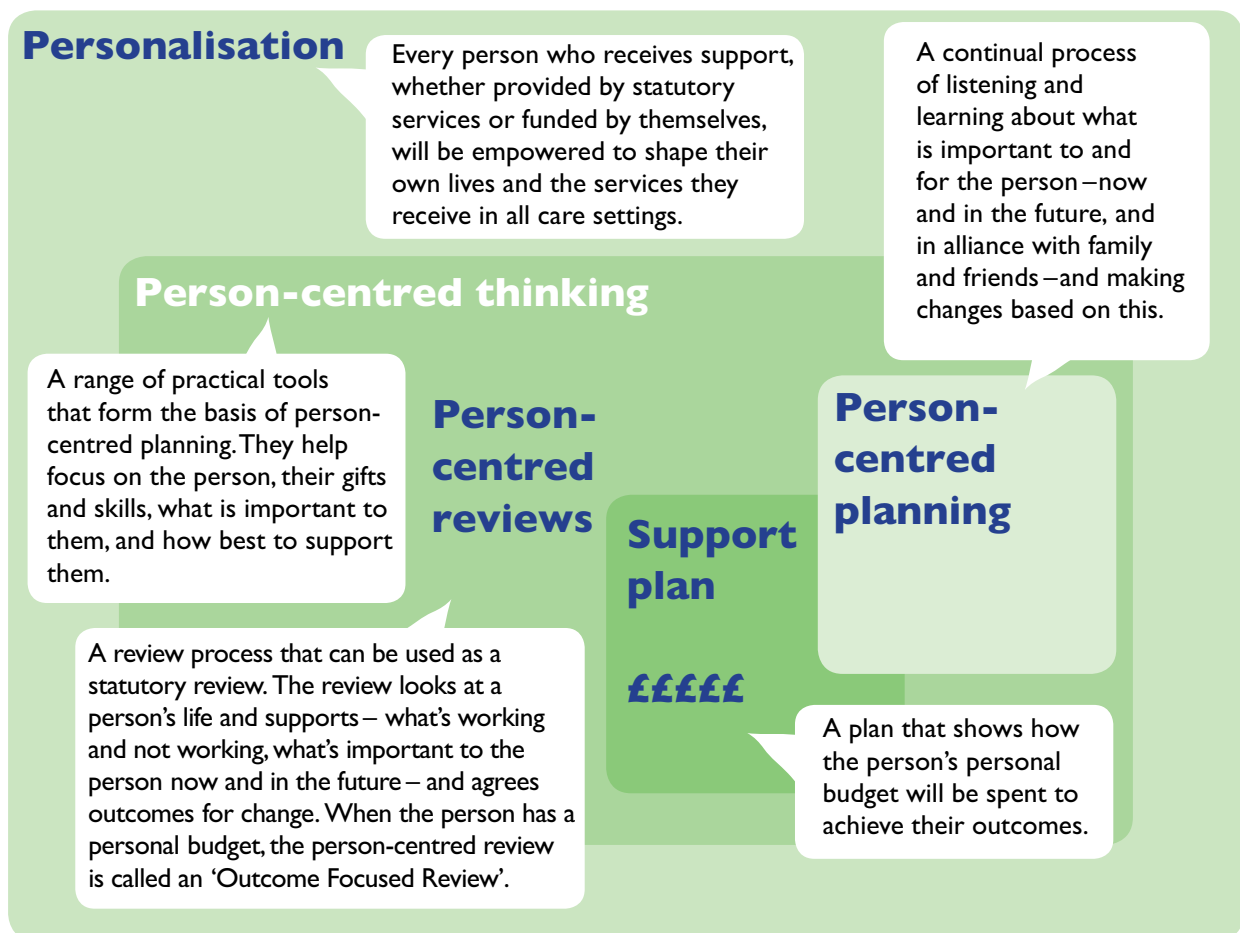 Personalisation
Every person who receives support,
whether provided by statutory
services or funded by themselves,
will be empowered to shape their
own lives and the services they
receive in all care settings.
A continual process
of listening and
learning about what
is important to and
for the person – now
and in the future, and
in alliance with family
and friends – and making
changes based on this.
Person-centred thinking
A range of practical tools
that form the basis of person-
centred planning. They help
focus on the person, their gifts
and skills, what is important to
them, and how best to support
them.
Person-
centred
reviews
A review process that can be used as a
statutory review. The review looks at a
person’s life and supports – what’s working
and not working, what’s important to the
person now and in the future – and agrees
outcomes for change. When the person has a
personal budget, the person-centred review
is called an ‘Outcome Focused Review’.
Support
plan
£££££
A plan that shows how
the person’s personal
budget will be spent to
achieve their outcomes.
Person-
centred
planning